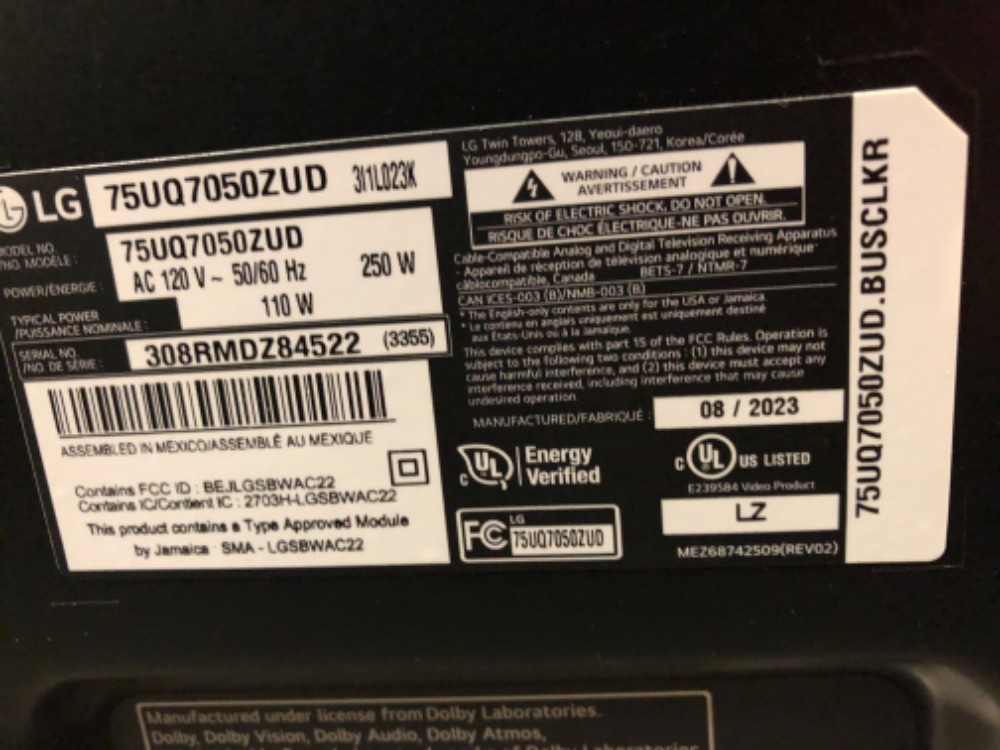 LG
75UQ7050ZUD 311L023K
MODEL NO.
/NO. MODÈLE :
75UQ7050ZUD
POWER/ÉNERGIE :
AC 120 V ~ 50/60 Hz 250 W
TYPICAL POWER
/PUISSANCE NOMINALE :
110 W
SERIAL NO.
/NO. DE SÉRIE :
308RMDZ84522 (3355)
ASSEMBLED IN MEXICO/ASSEMBLÉ AU MEXIQUE
Contains FCC ID : BEJLGSBWAC22
Contains IC/Content IC : 2703H-LGSBWAC22
This product contains a Type Approved Module
by Jamaica : SMA - LGSBWAC22
LG Twin Towers, 128, Yeoui-daero
Youngdungpo-Gu, Seoul, 150-721, Korea/Corée
WARNING / CAUTION
AVERTISSEMENT
RISK OF ELECTRIC SHOCK, DO NOT OPEN.
RISQUE DE CHOC ÉLECTRIQUE-NE PAS OUVRIR.
Cable-Compatible Analog and Digital Television Receiving Apparatus
- Appareil de réception de télévision analogique et numérique
câblocompatible, Canada BETS-7 / NTMR-7
CAN ICES-003 (B)/NMB-003 (B)
* The English-only contents are only for the USA or Jamaica.
* Le contenu en anglais uniquement est uniquement destiné
aux États-Unis de la Jamaïque.
This device complies with part 15 of the FCC Rules. Operation is
subject to the following two conditions : (1) this device may not
cause harmful interference, and (2) this device must accept any
interference received, including interference that may cause
undesired operation.
MANUFACTURED/FABRIQUÉ : 08 / 2023
c UL Energy
Verified
c UL US LISTED
E239584 Video Product
FC LG
75UQ7050ZUD
LZ
MEZ68742509(REV02)
75UQ7050ZUD.BUSCLKR
Manufactured under license from Dolby Laboratories.
Dolby, Dolby Vision, Dolby Audio, Dolby Atmos,